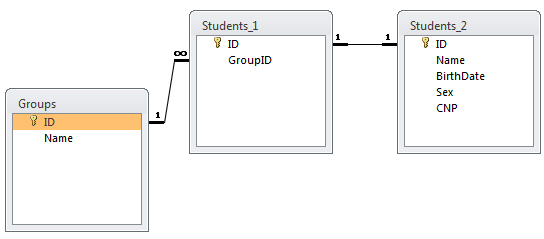 Students_1
ID
GroupID
Students_2
ID
Name
BirthDate
Sex
CNP
Groups
ID
Name
1
∞
1
1